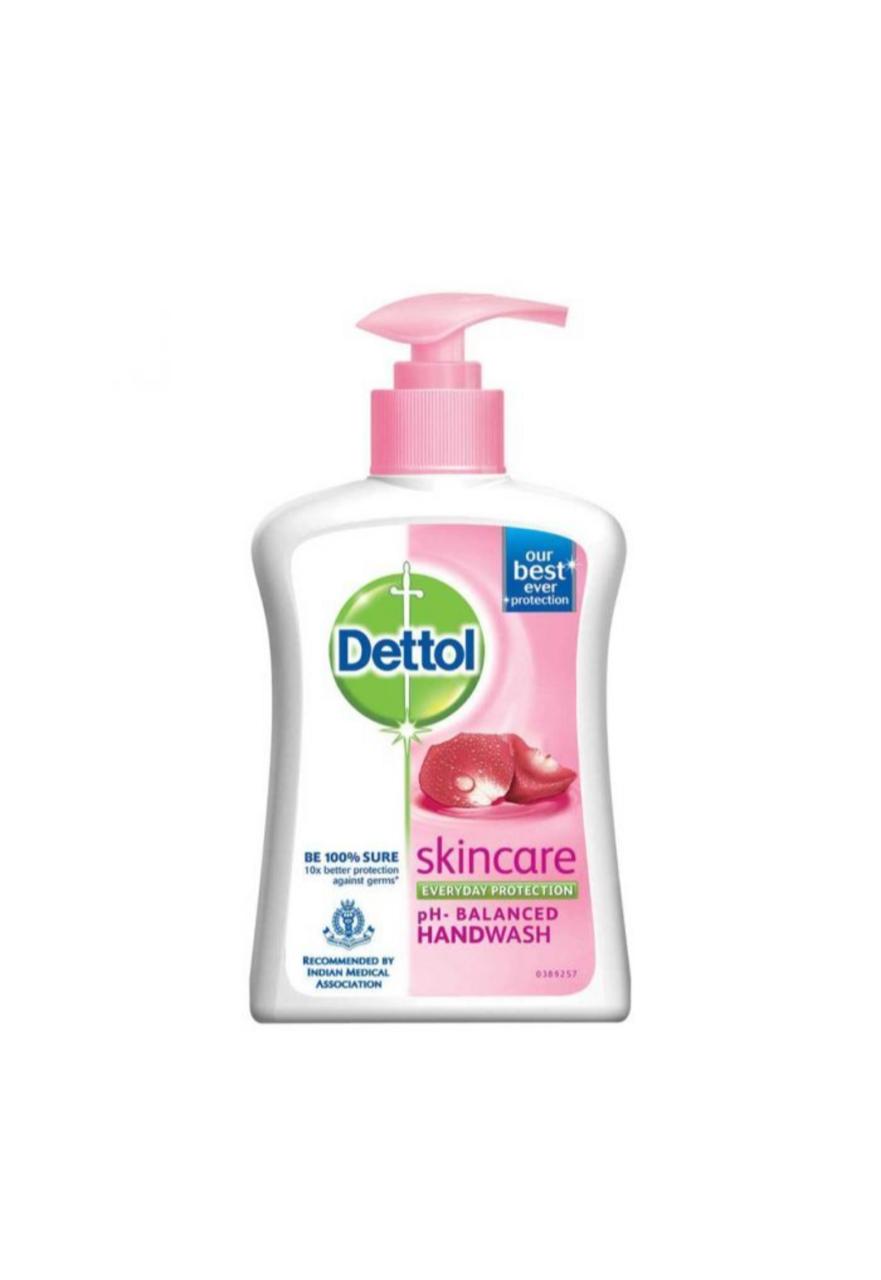 our
best
ever
protection
Dettol
BE 100% SURE
10x better protection
against germs*
RECOMMENDED BY
INDIAN MEDICAL
ASSOCIATION
skincare
EVERYDAY PROTECTION
pH- BALANCED
HANDWASH
0389257